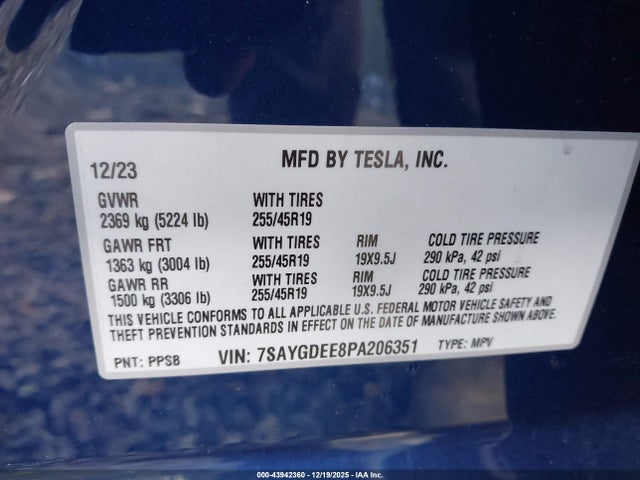 12/23 MFD BY TESLA, INC.
GVWR WITH TIRES
2369 kg (5224 lb) 255/45R19
GAWR FRT WITH TIRES RIM COLD TIRE PRESSURE
1363 kg (3004 lb) 255/45R19 19X9.5J 290 kPa, 42 psi
GAWR RR WITH TIRES RIM COLD TIRE PRESSURE
1500 kg (3306 lb) 255/45R19 19X9.5J 290 kPa, 42 psi
THIS VEHICLE CONFORMS TO ALL APPLICABLE U.S. FEDERAL MOTOR VEHICLE SAFETY AND
THEFT PREVENTION STANDARDS IN EFFECT ON THE DATE OF MANUFACTURE SHOWN ABOVE.
PNT: PPSB VIN: 7SAYGDEE8PA206351 TYPE: MPV
000-43942360 - 12/19/2025 - IAA Inc.